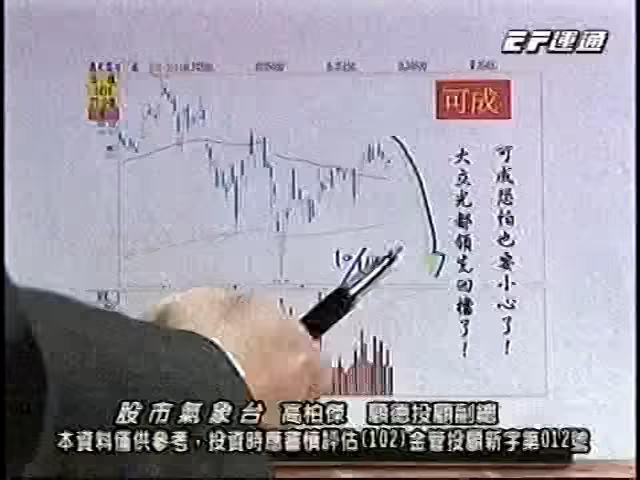 運通
可成
可成恐怕也要小心了！
大立光都領先回檔了！
股市氣象台 高柏傑 顧德投顧副總
本資料僅供參考，投資時應審慎評估(102)金管投顧新字第012號